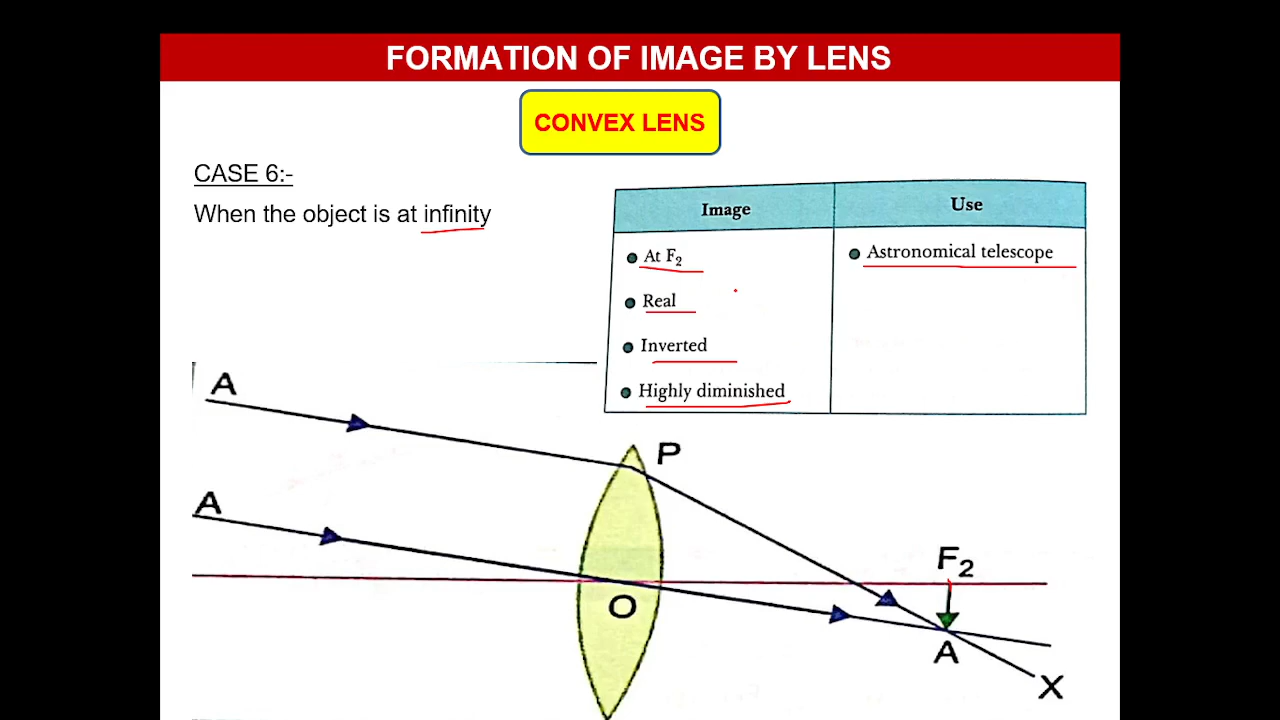 FORMATION OF IMAGE BY LENS
CONVEX LENS
CASE 6:-
When the object is at infinity
Image
Use
At F₂
Astronomical telescope
Real
Inverted
Highly diminished
A
P
A
F₂
O
A
X